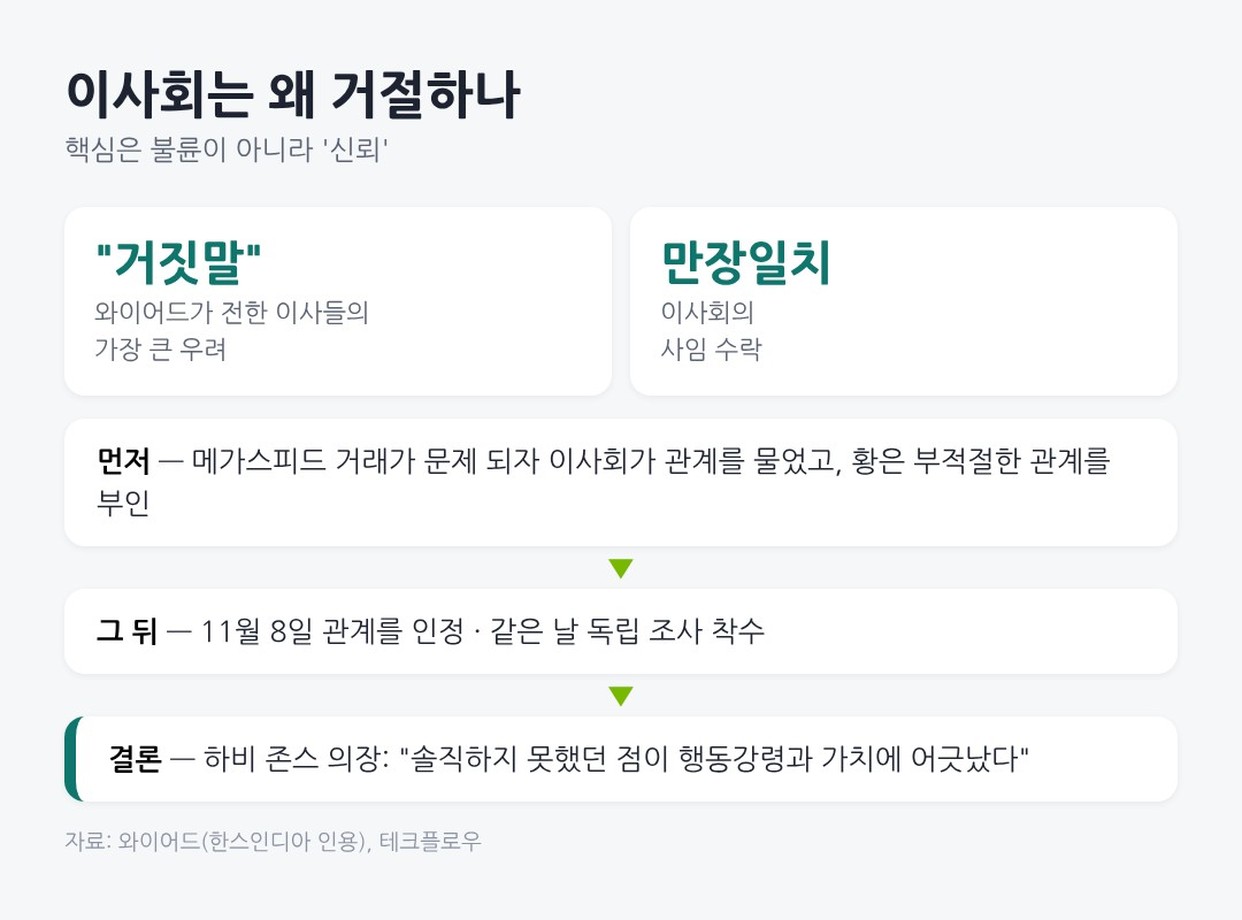 이사회는 왜 거절하나
핵심은 불륜이 아니라 '신뢰'
"거짓말"
와이어드가 전한 이사들의
가장 큰 우려
만장일치
이사회의
사임 수락
먼저 — 메가스피드 거래가 문제 되자 이사회가 관계를 물었고, 황은 부적절한 관계를
부인
그 뒤 — 11월 8일 관계를 인정 · 같은 날 독립 조사 착수
결론 — 하비 존스 의장: "솔직하지 못했던 점이 행동강령과 가치에 어긋났다"
자료: 와이어드(한스인디아 인용), 테크플로우